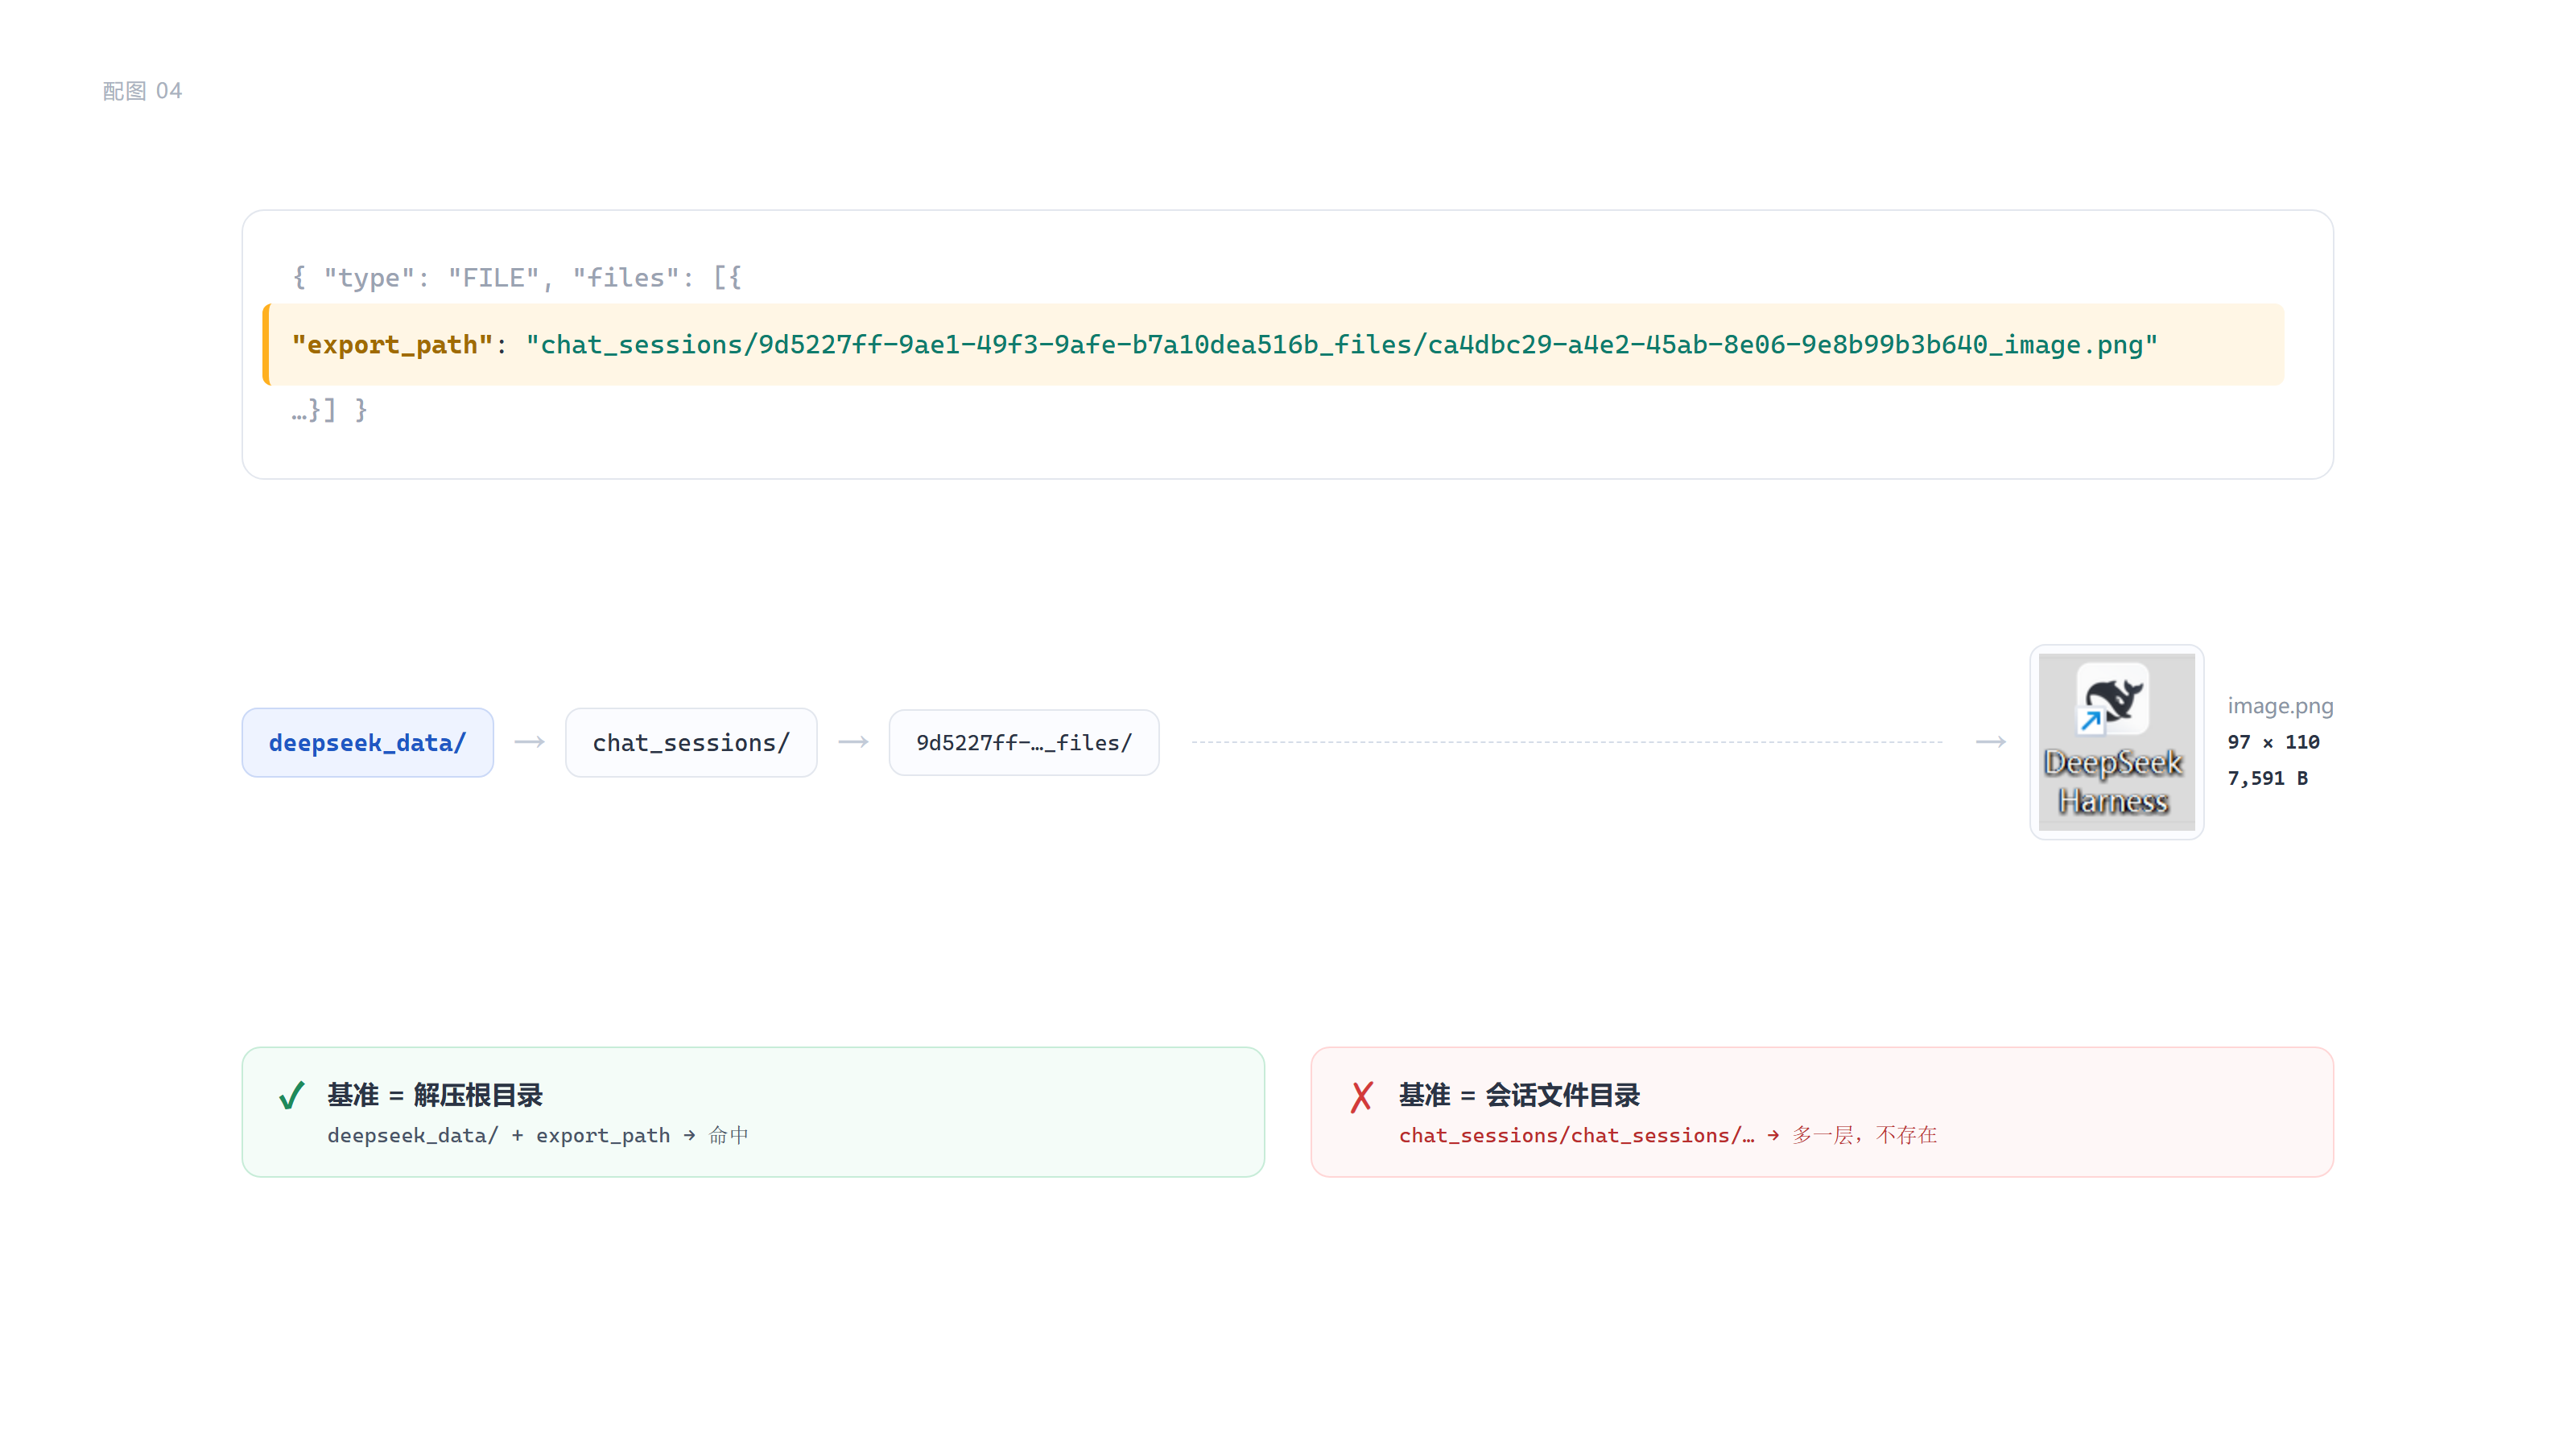 配图 04
{ "type": "FILE", "files": [{
"export_path": "chat_sessions/9d5227ff-9ae1-49f3-9afe-b7a10dea516b_files/ca4dbc29-a4e2-45ab-8e06-9e8b99b3b640_image.png"
…}] }
deepseek_data/ → chat_sessions/ → 9d5227ff-…_files/ →
DeepSeek
Harness
image.png
97 × 110
7,591 B
✓ 基准 = 解压根目录
deepseek_data/ + export_path → 命中
✗ 基准 = 会话文件目录
chat_sessions/chat_sessions/… → 多一层，不存在